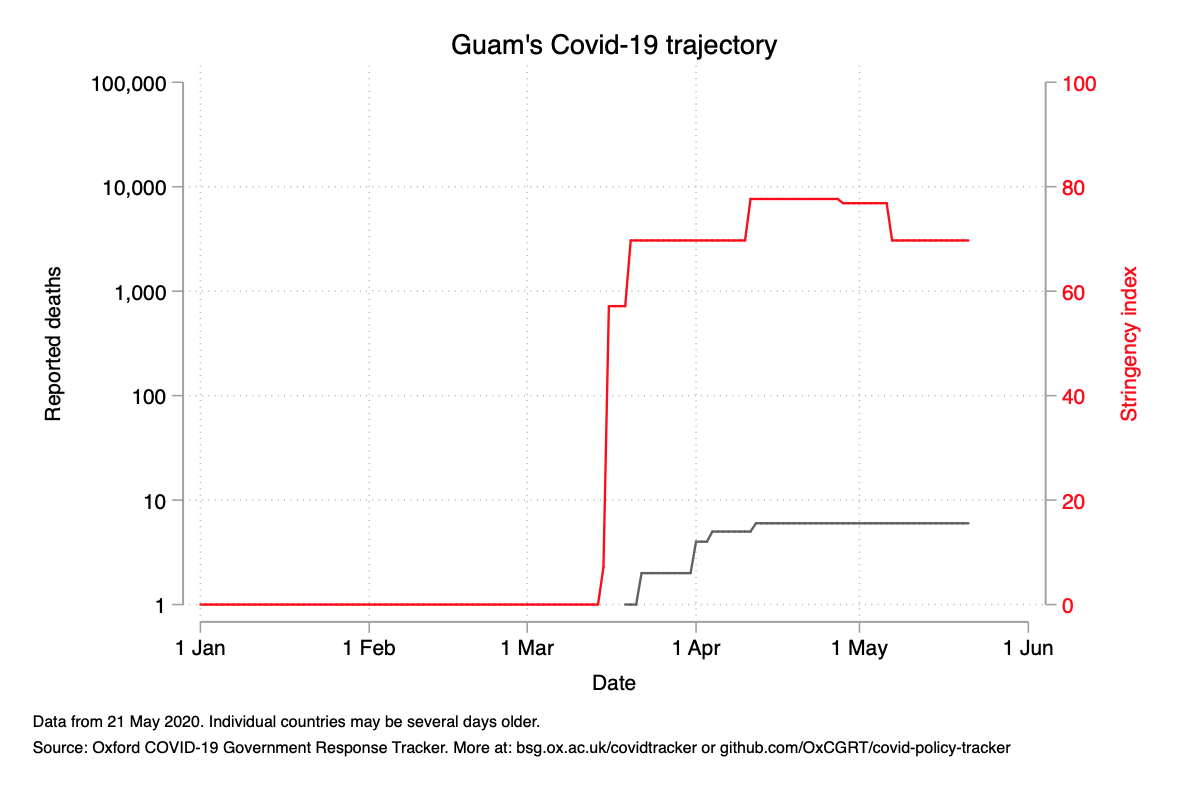 Guam's Covid-19 trajectory
100,000
10,000
1,000
100
10
1
Reported deaths
100
80
60
40
20
0
Stringency index
1 Jan
1 Feb
1 Mar
1 Apr
1 May
1 Jun
Date
Data from 21 May 2020. Individual countries may be several days older.
Source: Oxford COVID-19 Government Response Tracker. More at: bsg.ox.ac.uk/covidtracker or github.com/OxCGRT/covid-policy-tracker